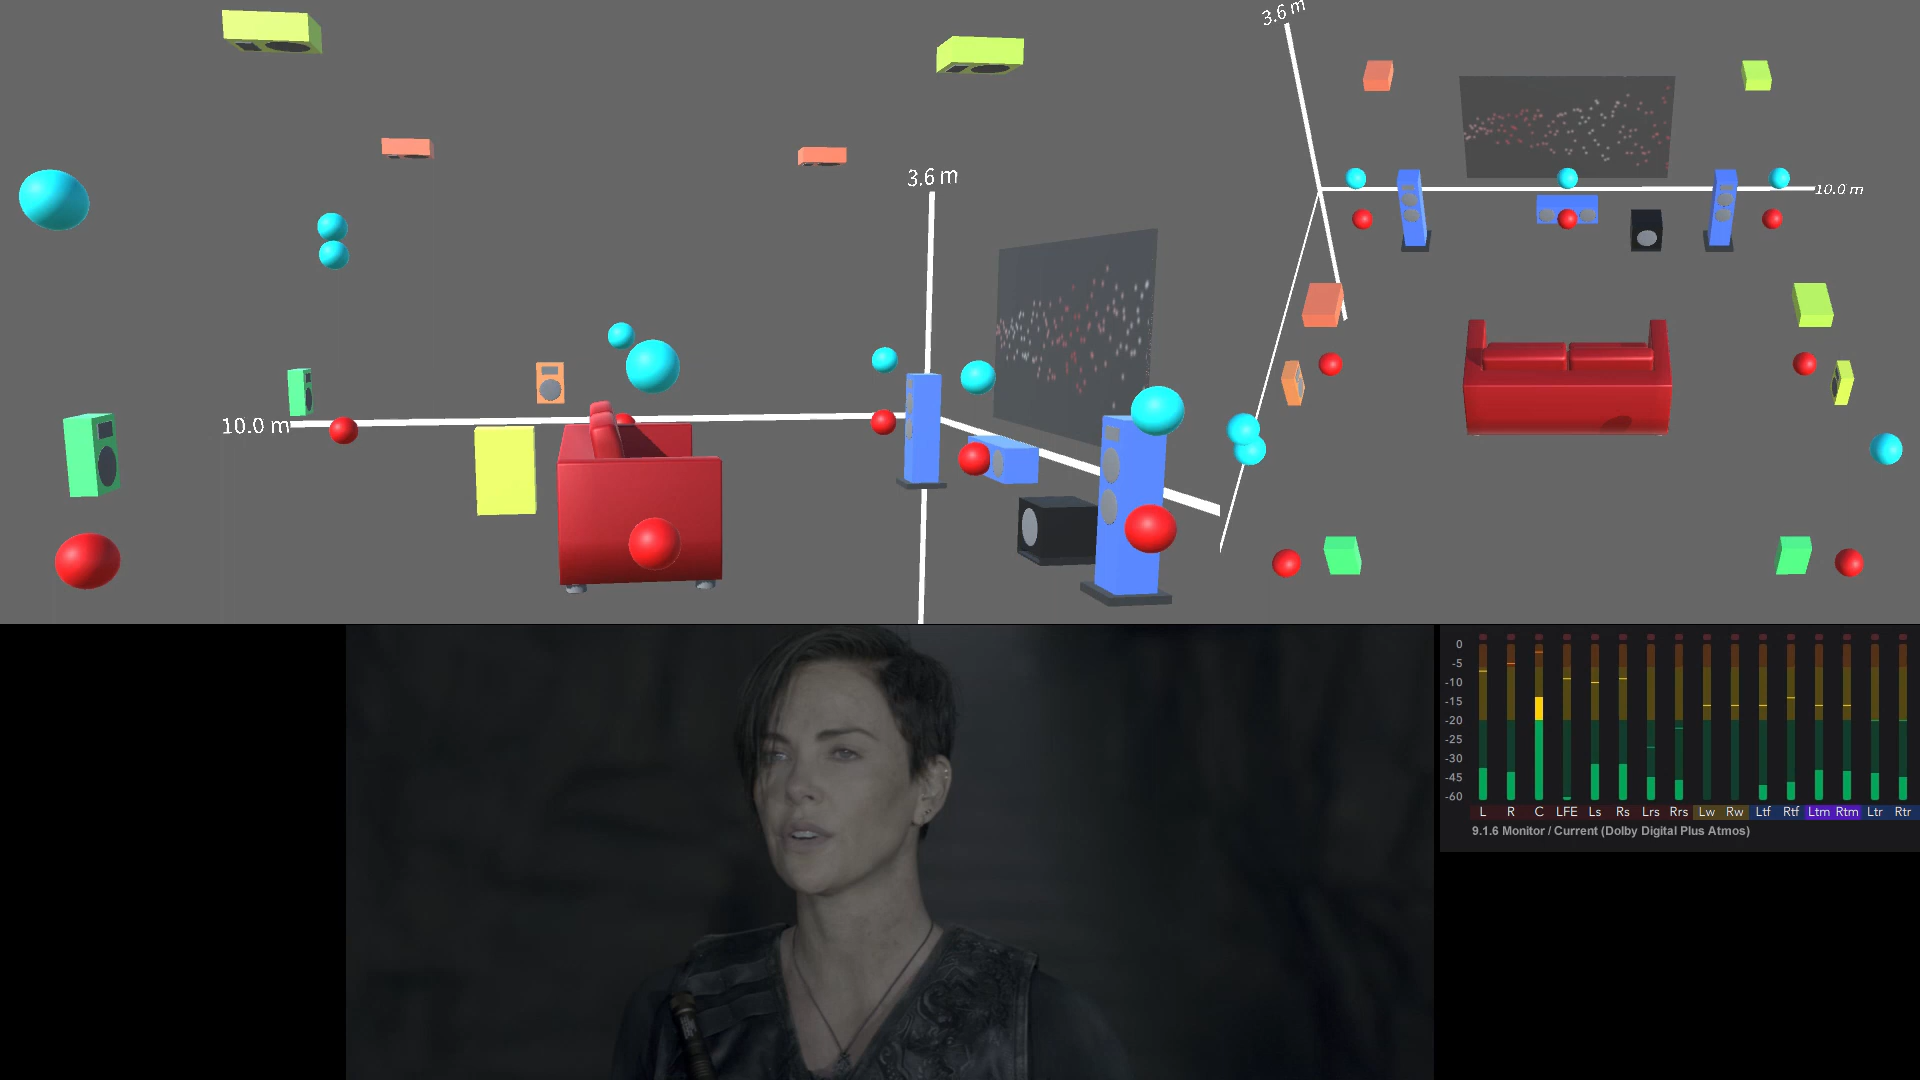 3.6 m
10.0 m
3.6 m
10.0 m
0
-5
-10
-15
-20
-25
-30
-45
-60
L R C LFE Ls Rs Lrs Rrs Lw Rw Ltf Rtf Ltm Rtm Ltr Rtr
9.1.6 Monitor / Current (Dolby Digital Plus Atmos)